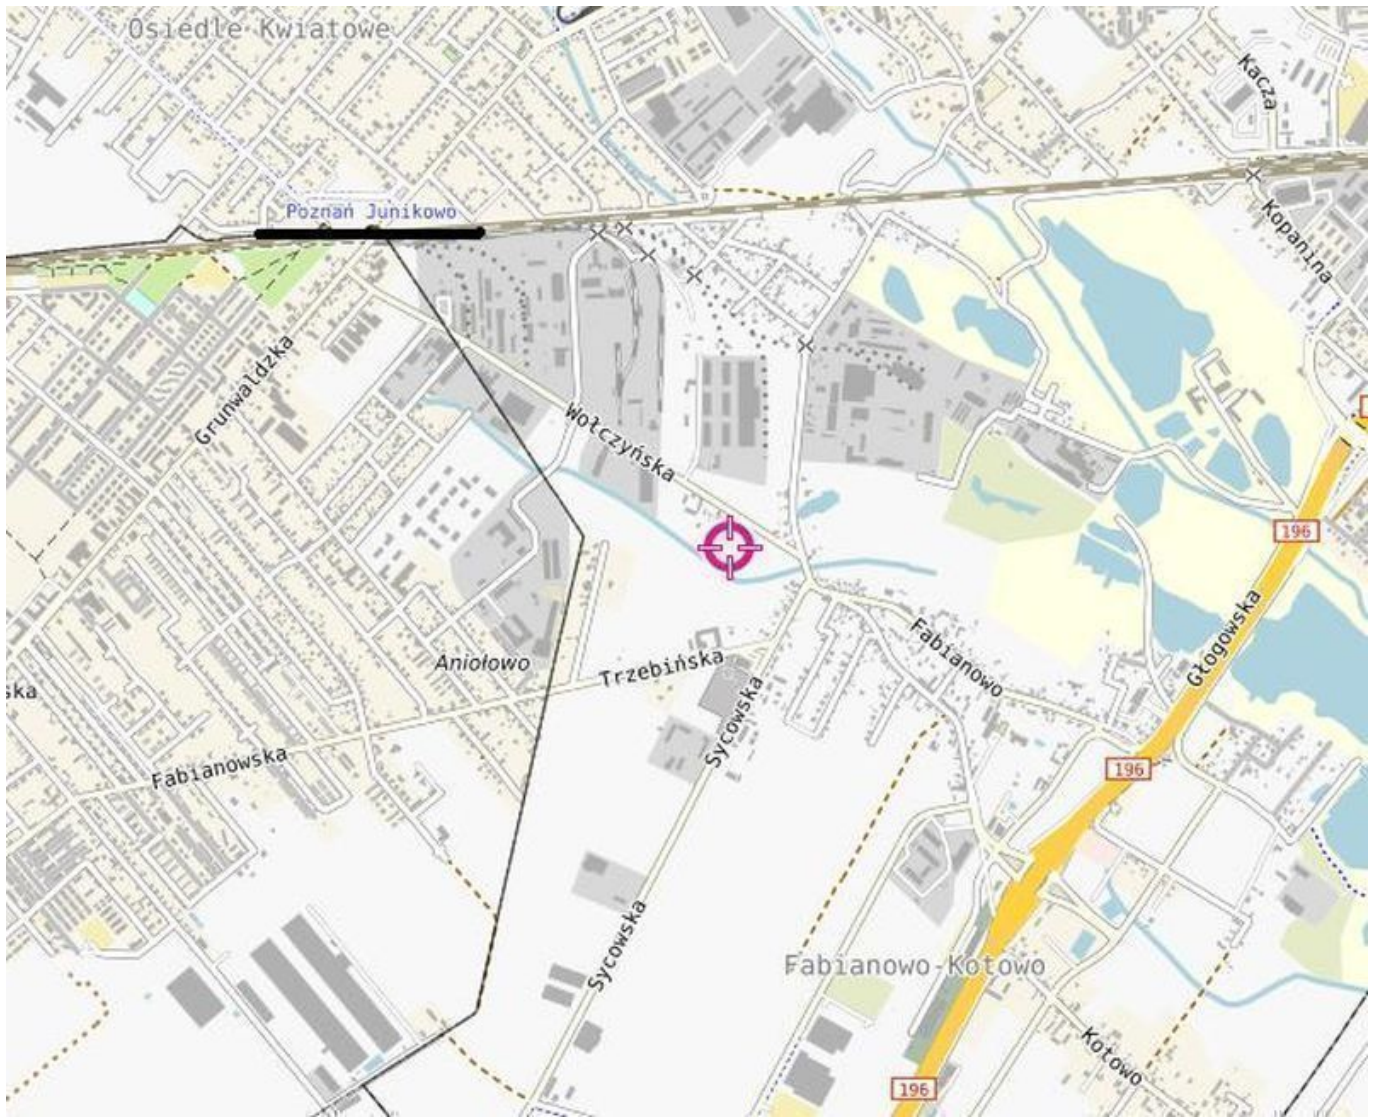 Osiedle Kwiatowe
Kacza
Poznań Junikowo
Kopanina
Grunwaldzka
Wołczyńska
196
Głogowska
Fabianowo
Aniołowo
Trzebińska
ska
Sycowska
Fabianowska
196
Sycowska
Fabianowo-Kotowo
Kotowo
196